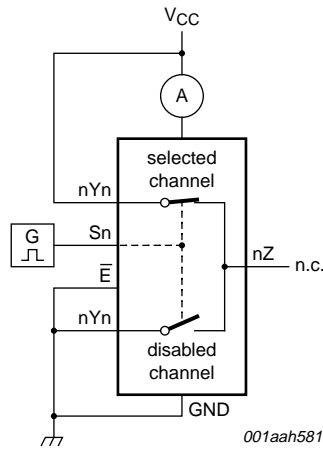 VCC
A
selected
channel
nYn
Sn
G
E
nZ
n.c.
nYn
disabled
channel
GND
001aah581